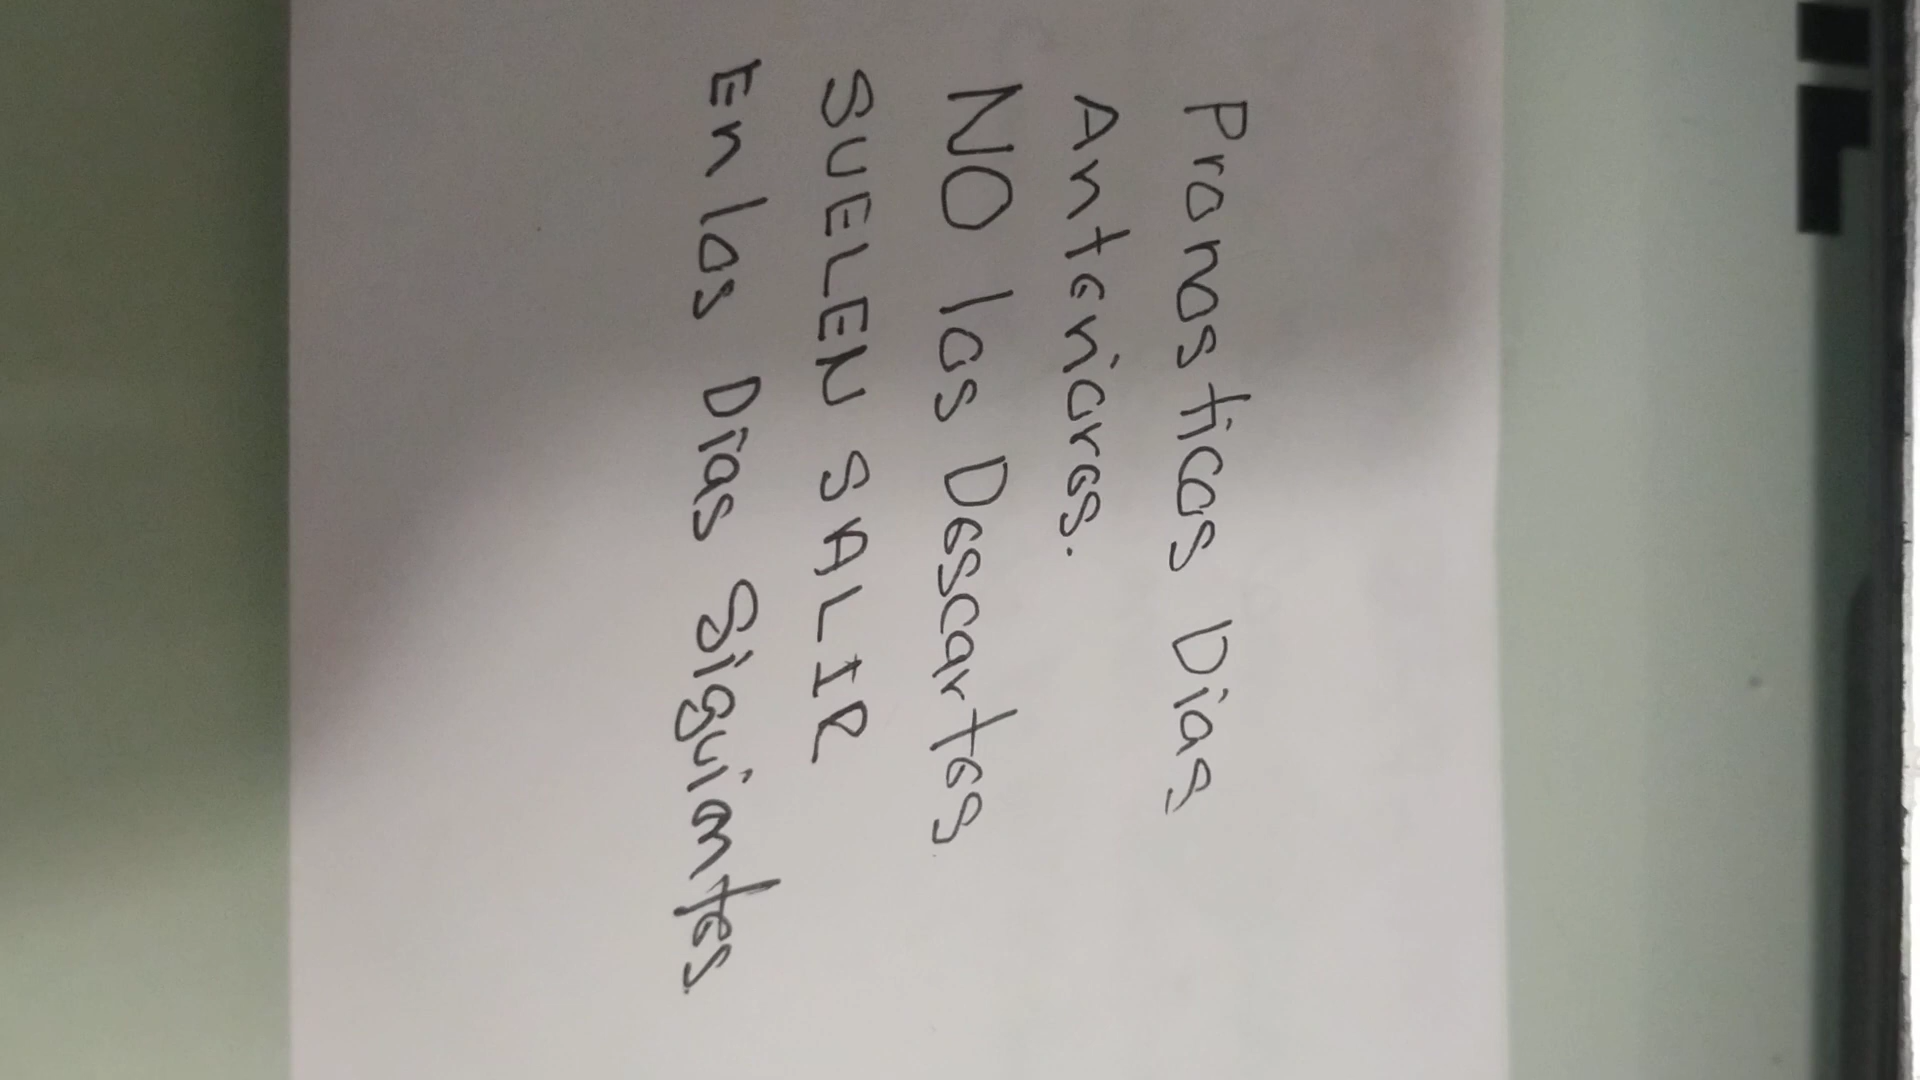 Pronosticos Dias
Anteriores.
NO los Descartes
SUELEN SALIR
En los Dias Siguientes.